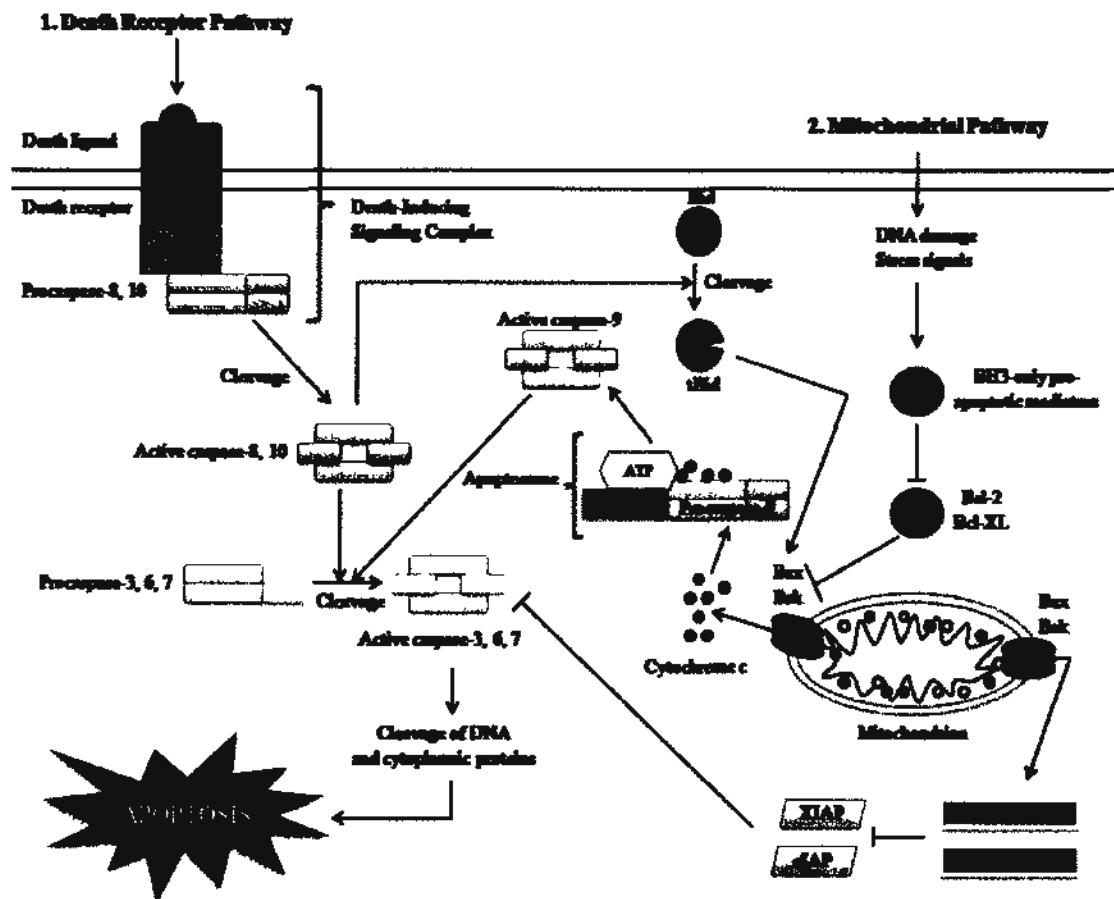 1. Death Receptor Pathway
Death ligand
2. Mitochondrial Pathway
Death receptor
Death-Inducing
Signaling Complex
Bid
DNA damage
Stress signals
Procaspase-8, 10
Cleavage
Active caspase-9
Cleavage
tBid
BH3-only pro-
apoptotic mediators
Active caspase-8, 10
Apoptosome
ATP
Procaspase-9
Bcl-2
Bcl-XL
Procaspase-3, 6, 7
Cleavage
Bax
Bak
Bax
Bak
Active caspase-3, 6, 7
Cytochrome c
Mitochondrion
Cleavage of DNA
and cytoplasmic proteins
APOPTOSIS
XIAP
cIAP